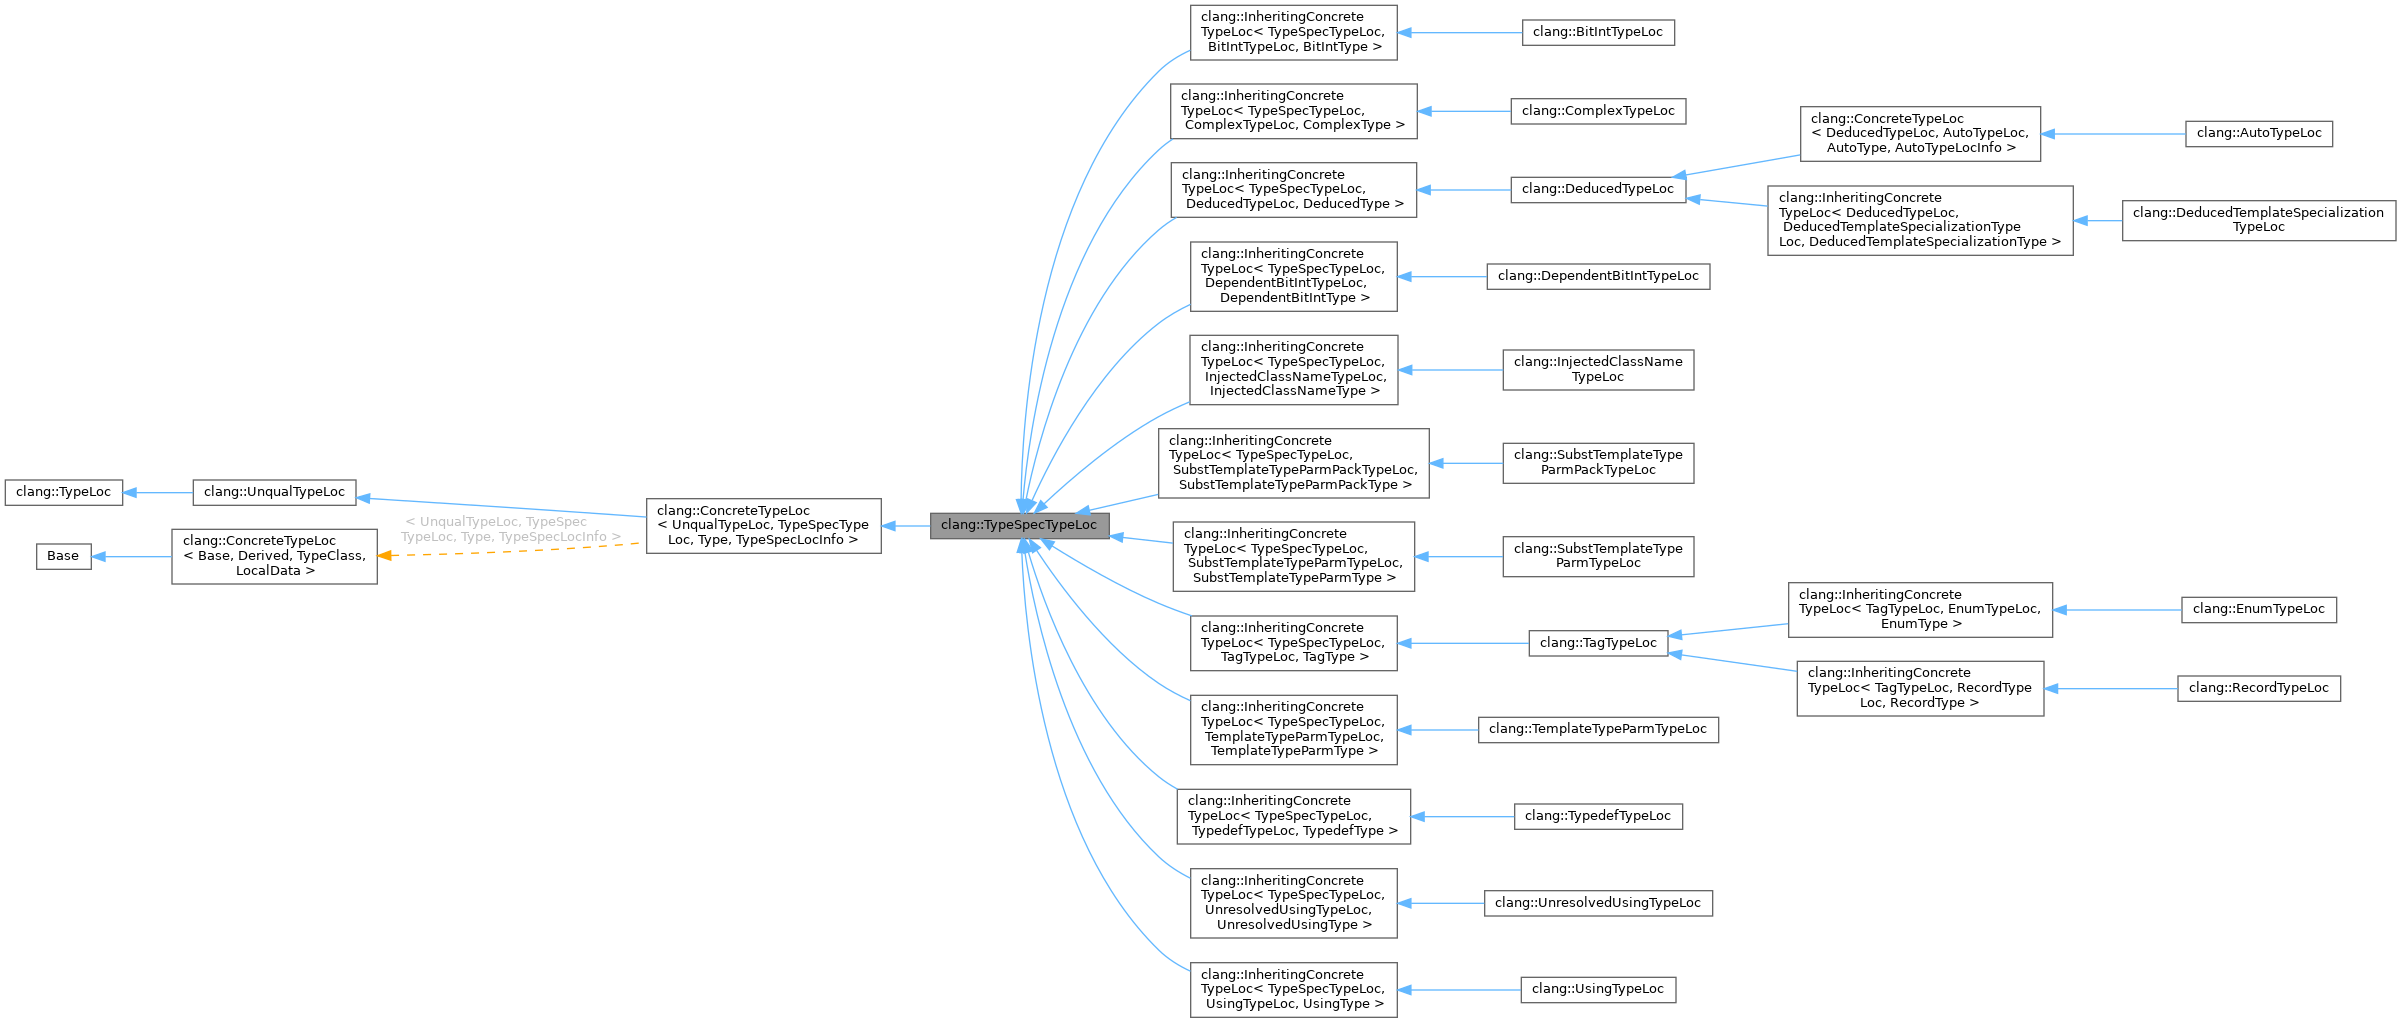 clang::TypeLoc
clang::UnqualTypeLoc
Base
clang::ConcreteTypeLoc
< Base, Derived, TypeClass,
LocalData >
< UnqualTypeLoc, TypeSpec
TypeLoc, Type, TypeSpecLocInfo >
clang::ConcreteTypeLoc
< UnqualTypeLoc, TypeSpecType
Loc, Type, TypeSpecLocInfo >
clang::TypeSpecTypeLoc
clang::InheritingConcrete
TypeLoc< TypeSpecTypeLoc,
BitIntTypeLoc, BitIntType >
clang::BitIntTypeLoc
clang::InheritingConcrete
TypeLoc< TypeSpecTypeLoc,
ComplexTypeLoc, ComplexType >
clang::ComplexTypeLoc
clang::InheritingConcrete
TypeLoc< TypeSpecTypeLoc,
DeducedTypeLoc, DeducedType >
clang::DeducedTypeLoc
clang::ConcreteTypeLoc
< DeducedTypeLoc, AutoTypeLoc,
AutoType, AutoTypeLocInfo >
clang::AutoTypeLoc
clang::InheritingConcrete
TypeLoc< DeducedTypeLoc,
DeducedTemplateSpecializationType
Loc, DeducedTemplateSpecializationType >
clang::DeducedTemplateSpecialization
TypeLoc
clang::InheritingConcrete
TypeLoc< TypeSpecTypeLoc,
DependentBitIntTypeLoc,
DependentBitIntType >
clang::DependentBitIntTypeLoc
clang::InheritingConcrete
TypeLoc< TypeSpecTypeLoc,
InjectedClassNameTypeLoc,
InjectedClassNameType >
clang::InjectedClassName
TypeLoc
clang::InheritingConcrete
TypeLoc< TypeSpecTypeLoc,
SubstTemplateTypeParmPackTypeLoc,
SubstTemplateTypeParmPackType >
clang::SubstTemplateType
ParmPackTypeLoc
clang::InheritingConcrete
TypeLoc< TypeSpecTypeLoc,
SubstTemplateTypeParmTypeLoc,
SubstTemplateTypeParmType >
clang::SubstTemplateType
ParmTypeLoc
clang::InheritingConcrete
TypeLoc< TypeSpecTypeLoc,
TagTypeLoc, TagType >
clang::TagTypeLoc
clang::InheritingConcrete
TypeLoc< TagTypeLoc, EnumTypeLoc,
EnumType >
clang::EnumTypeLoc
clang::InheritingConcrete
TypeLoc< TagTypeLoc, RecordType
Loc, RecordType >
clang::RecordTypeLoc
clang::InheritingConcrete
TypeLoc< TypeSpecTypeLoc,
TemplateTypeParmTypeLoc,
TemplateTypeParmType >
clang::TemplateTypeParmTypeLoc
clang::InheritingConcrete
TypeLoc< TypeSpecTypeLoc,
TypedefTypeLoc, TypedefType >
clang::TypedefTypeLoc
clang::InheritingConcrete
TypeLoc< TypeSpecTypeLoc,
UnresolvedUsingTypeLoc,
UnresolvedUsingType >
clang::UnresolvedUsingTypeLoc
clang::InheritingConcrete
TypeLoc< TypeSpecTypeLoc,
UsingTypeLoc, UsingType >
clang::UsingTypeLoc